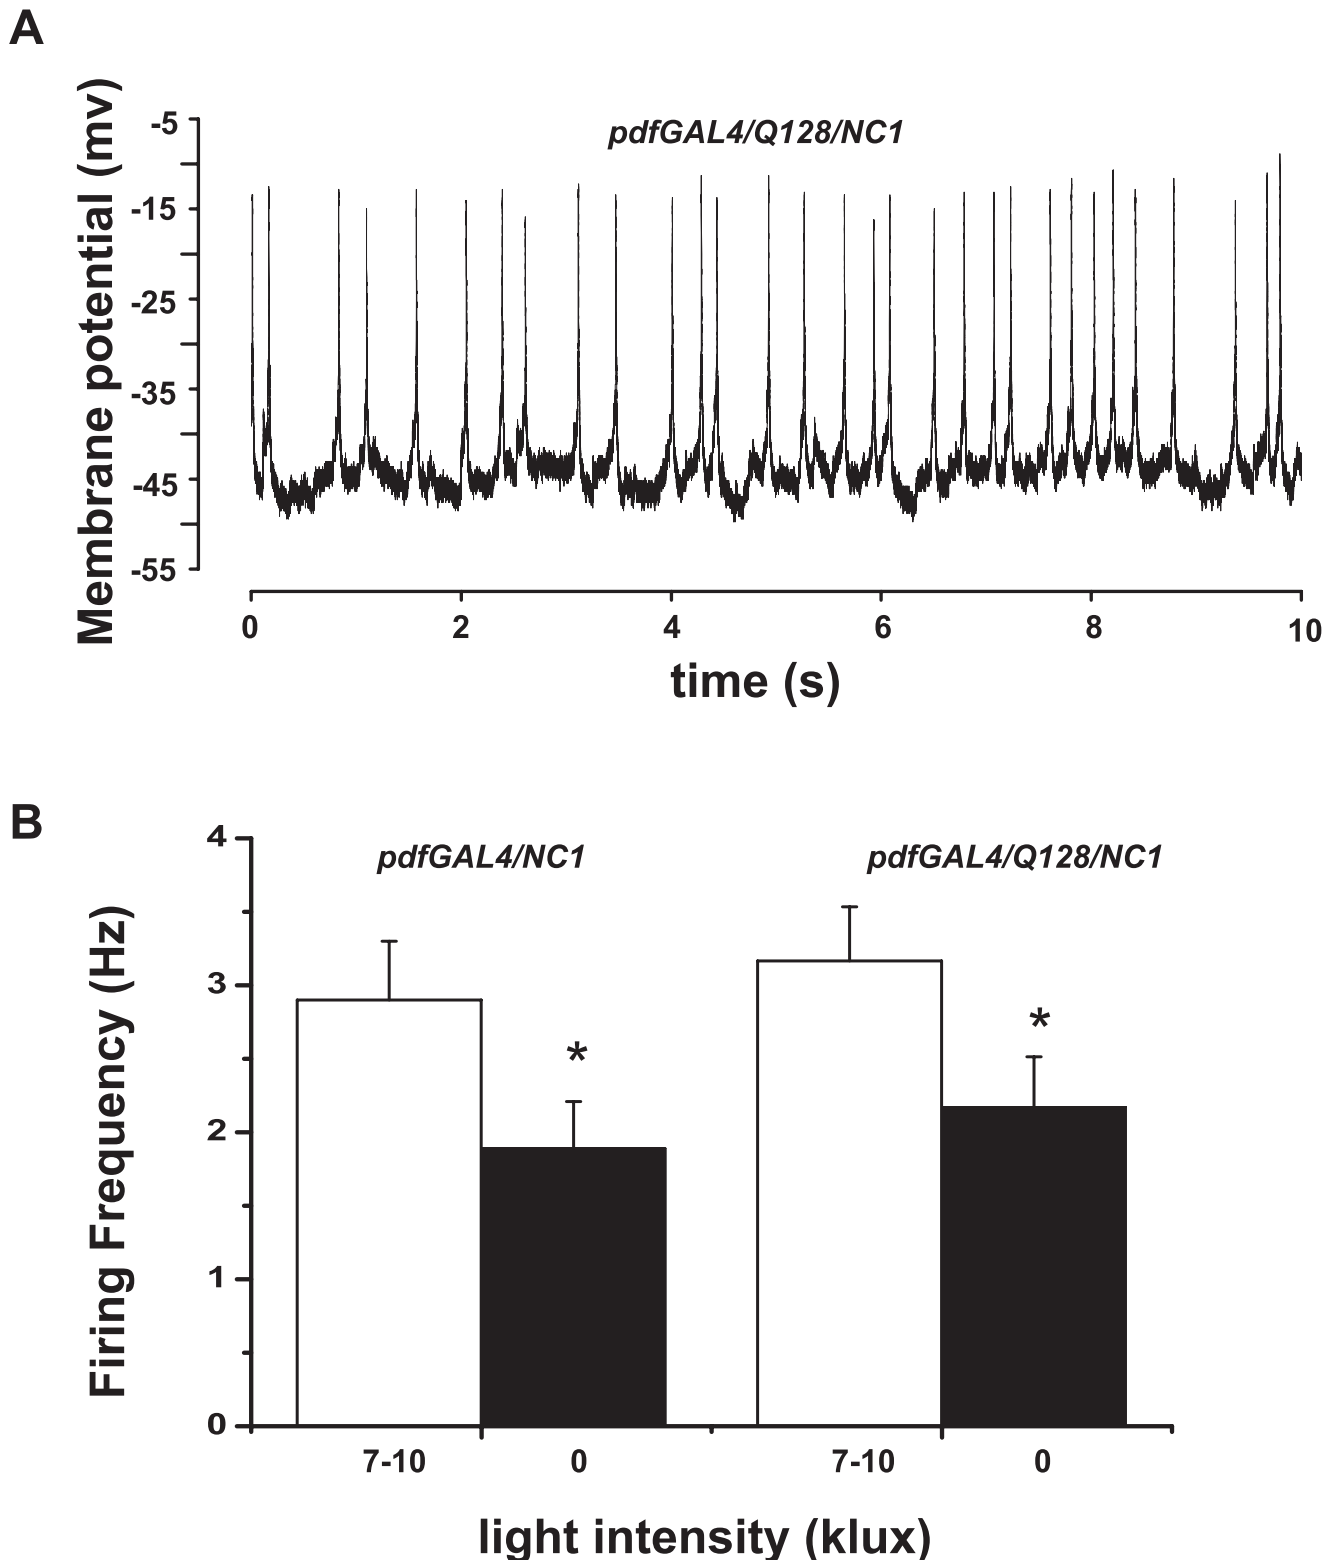 A
Membrane potential (mv)
pdfGAL4/Q128/NC1
-5
-15
-25
-35
-45
-55
0 2 4 6 8 10
time (s)
B
Firing Frequency (Hz)
pdfGAL4/NC1 pdfGAL4/Q128/NC1
4
3
2
1
0
* *
7-10 0 7-10 0
light intensity (klux)